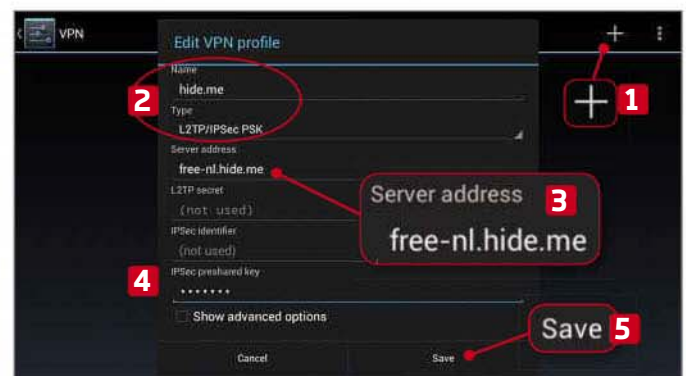 VPN
Edit VPN profile
+
1
Name
hide.me
2
Type
L2TP/IPSec PSK
Server address
free-nl.hide.me
L2TP secret
(not used)
IPSec identifier
(not used)
Server address
3
free-nl.hide.me
4
IPSec preshared key
•••••••
Show advanced options
Save
5
Cancel
Save